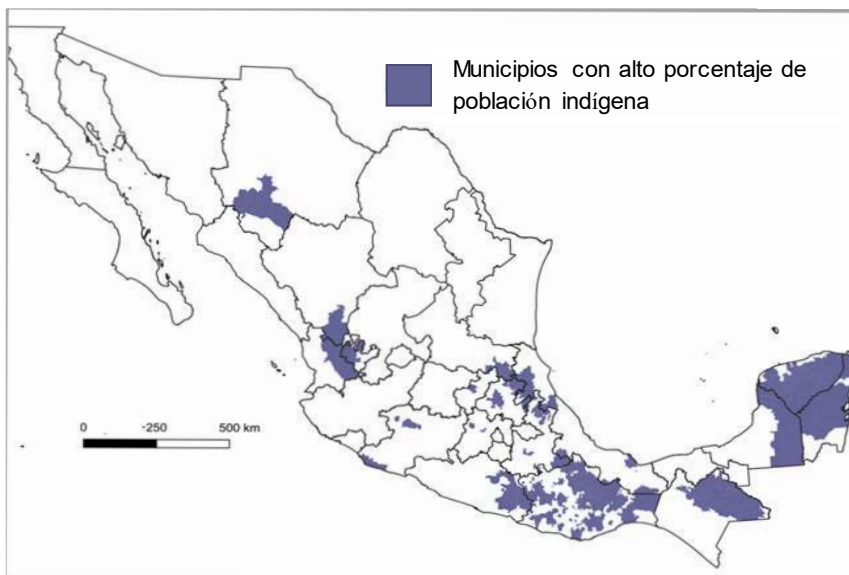 Municipios con alto porcentaje de
población indígena
0 -250 500 km